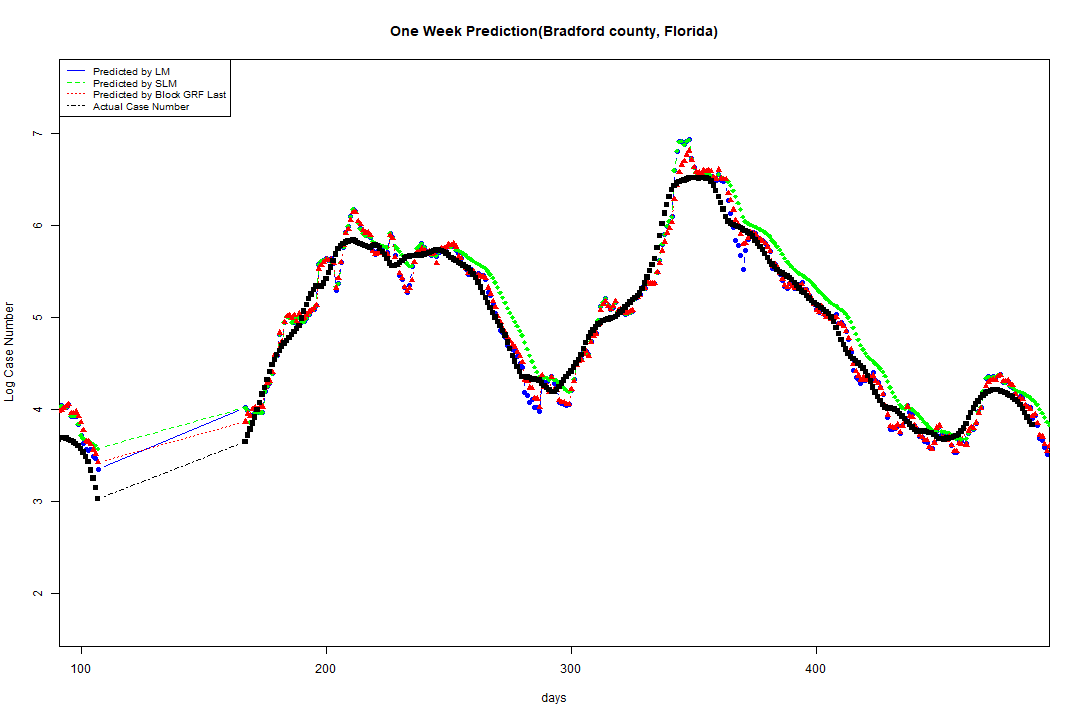 One Week Prediction(Bradford county, Florida)
Predicted by LM
Predicted by SLM
Predicted by Block GRF Last
Actual Case Number
7
6
5
4
3
2
Log Case Number
100 200 300 400
days